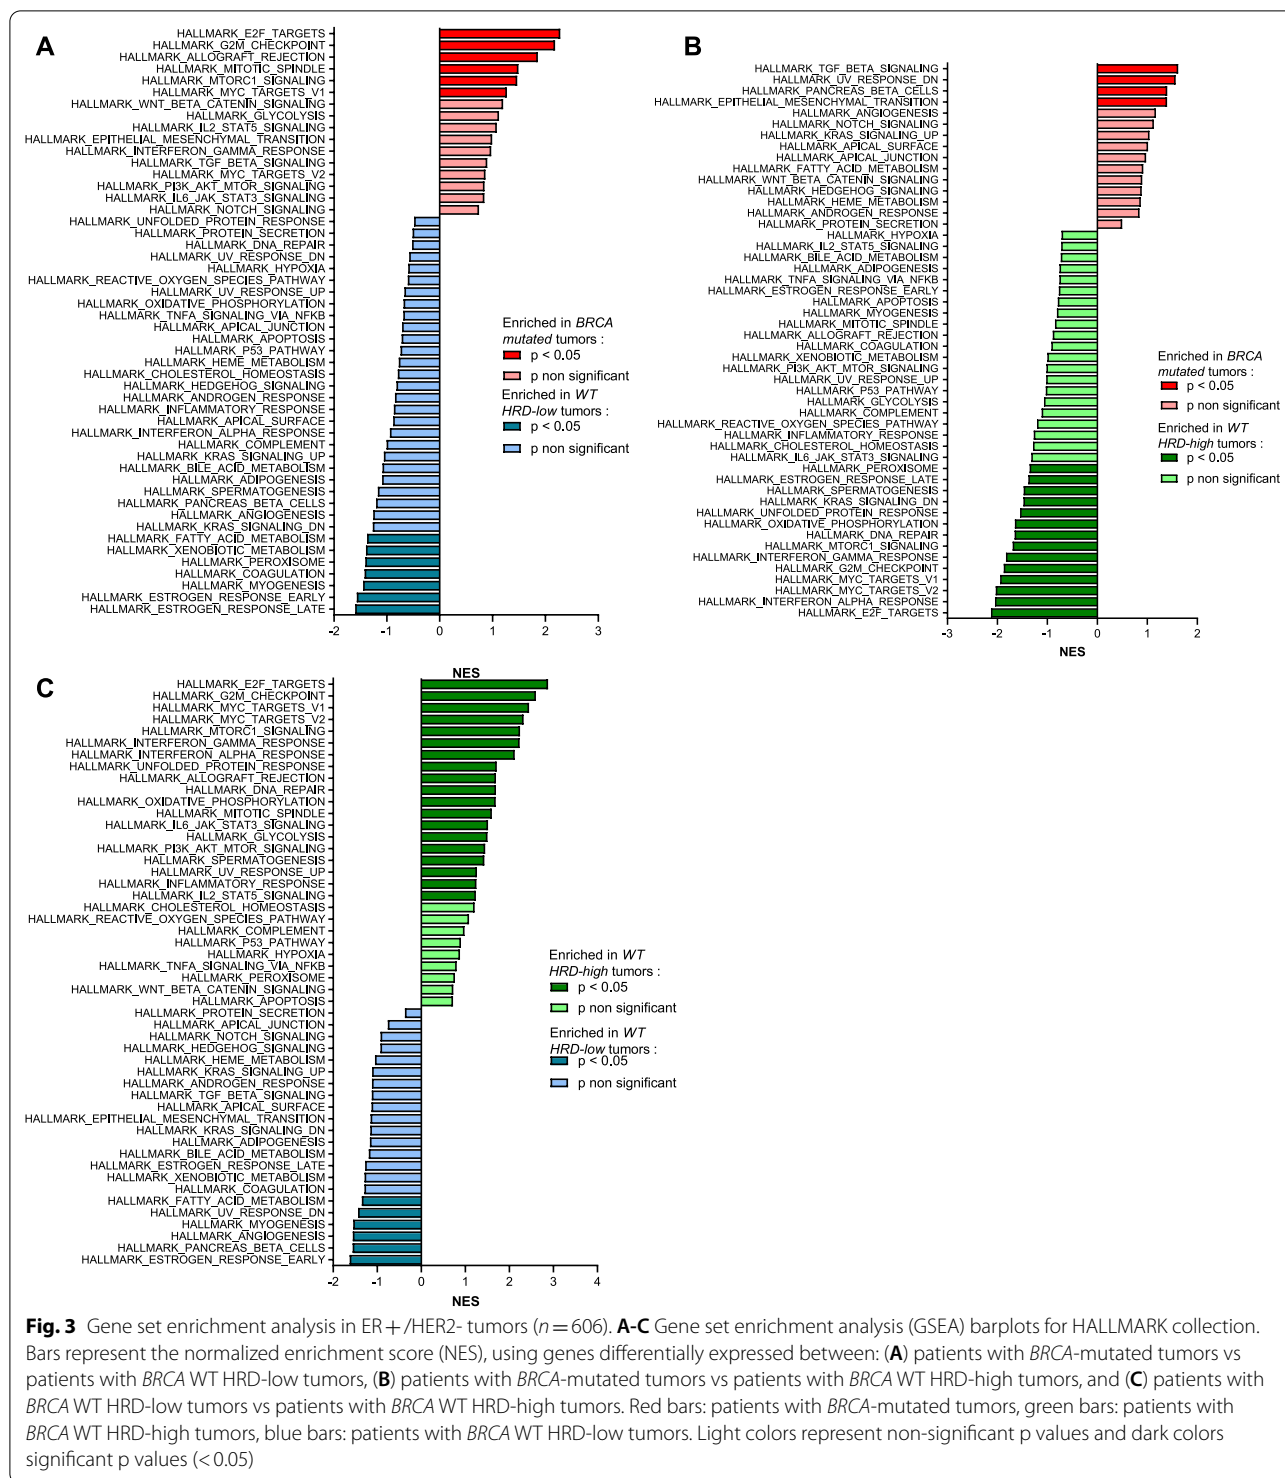 A
HALLMARK_E2F_TARGETS
HALLMARK_G2M_CHECKPOINT
HALLMARK_ALLOGRAFT_REJECTION
HALLMARK_MITOTIC_SPINDLE
HALLMARK_MTORC1_SIGNALING
HALLMARK_MYC_TARGETS_V1
HALLMARK_WNT_BETA_CATENIN_SIGNALING
HALLMARK_GLYCOLYSIS
HALLMARK_IL2_STAT5_SIGNALING
HALLMARK_EPITHELIAL_MESENCHYMAL_TRANSITION
HALLMARK_INTERFERON_GAMMA_RESPONSE
HALLMARK_TGF_BETA_SIGNALING
HALLMARK_MYC_TARGETS_V2
HALLMARK_PI3K_AKT_MTOR_SIGNALING
HALLMARK_IL6_JAK_STAT3_SIGNALING
HALLMARK_NOTCH_SIGNALING
HALLMARK_UNFOLDED_PROTEIN_RESPONSE
HALLMARK_PROTEIN_SECRETION
HALLMARK_DNA_REPAIR
HALLMARK_UV_RESPONSE_DN
HALLMARK_HYPOXIA
HALLMARK_REACTIVE_OXYGEN_SPECIES_PATHWAY
HALLMARK_UV_RESPONSE_UP
HALLMARK_OXIDATIVE_PHOSPHORYLATION
HALLMARK_TNFA_SIGNALING_VIA_NFKB
HALLMARK_APICAL_JUNCTION
HALLMARK_APOPTOSIS
HALLMARK_P53_PATHWAY
HALLMARK_HEME_METABOLISM
HALLMARK_CHOLESTEROL_HOMEOSTASIS
HALLMARK_HEDGEHOG_SIGNALING
HALLMARK_ANDROGEN_RESPONSE
HALLMARK_INFLAMMATORY_RESPONSE
HALLMARK_APICAL_SURFACE
HALLMARK_INTERFERON_ALPHA_RESPONSE
HALLMARK_COMPLEMENT
HALLMARK_KRAS_SIGNALING_UP
HALLMARK_BILE_ACID_METABOLISM
HALLMARK_ADIPOGENESIS
HALLMARK_SPERMATOGENESIS
HALLMARK_PANCREAS_BETA_CELLS
HALLMARK_ANGIOGENESIS
HALLMARK_KRAS_SIGNALING_DN
HALLMARK_FATTY_ACID_METABOLISM
HALLMARK_XENOBIOTIC_METABOLISM
HALLMARK_PEROXISOME
HALLMARK_COAGULATION
HALLMARK_MYOGENESIS
HALLMARK_ESTROGEN_RESPONSE_EARLY
HALLMARK_ESTROGEN_RESPONSE_LATE
-2 -1 0 1 2 3
NES
Enriched in BRCA
mutated tumors :
p < 0.05
p non significant
Enriched in WT
HRD-low tumors :
p < 0.05
p non significant
B
HALLMARK_TGF_BETA_SIGNALING
HALLMARK_UV_RESPONSE_DN
HALLMARK_PANCREAS_BETA_CELLS
HALLMARK_EPITHELIAL_MESENCHYMAL_TRANSITION
HALLMARK_ANGIOGENESIS
HALLMARK_NOTCH_SIGNALING
HALLMARK_KRAS_SIGNALING_UP
HALLMARK_APICAL_SURFACE
HALLMARK_APICAL_JUNCTION
HALLMARK_FATTY_ACID_METABOLISM
HALLMARK_WNT_BETA_CATENIN_SIGNALING
HALLMARK_HEDGEHOG_SIGNALING
HALLMARK_HEME_METABOLISM
HALLMARK_ANDROGEN_RESPONSE
HALLMARK_PROTEIN_SECRETION
HALLMARK_HYPOXIA
HALLMARK_IL2_STAT5_SIGNALING
HALLMARK_BILE_ACID_METABOLISM
HALLMARK_ADIPOGENESIS
HALLMARK_TNFA_SIGNALING_VIA_NFKB
HALLMARK_ESTROGEN_RESPONSE_EARLY
HALLMARK_APOPTOSIS
HALLMARK_MYOGENESIS
HALLMARK_MITOTIC_SPINDLE
HALLMARK_ALLOGRAFT_REJECTION
HALLMARK_COAGULATION
HALLMARK_XENOBIOTIC_METABOLISM
HALLMARK_PI3K_AKT_MTOR_SIGNALING
HALLMARK_UV_RESPONSE_UP
HALLMARK_P53_PATHWAY
HALLMARK_GLYCOLYSIS
HALLMARK_COMPLEMENT
HALLMARK_REACTIVE_OXYGEN_SPECIES_PATHWAY
HALLMARK_INFLAMMATORY_RESPONSE
HALLMARK_CHOLESTEROL_HOMEOSTASIS
HALLMARK_IL6_JAK_STAT3_SIGNALING
HALLMARK_PEROXISOME
HALLMARK_ESTROGEN_RESPONSE_LATE
HALLMARK_SPERMATOGENESIS
HALLMARK_KRAS_SIGNALING_DN
HALLMARK_UNFOLDED_PROTEIN_RESPONSE
HALLMARK_OXIDATIVE_PHOSPHORYLATION
HALLMARK_DNA_REPAIR
HALLMARK_MTORC1_SIGNALING
HALLMARK_INTERFERON_GAMMA_RESPONSE
HALLMARK_G2M_CHECKPOINT
HALLMARK_MYC_TARGETS_V1
HALLMARK_MYC_TARGETS_V2
HALLMARK_INTERFERON_ALPHA_RESPONSE
HALLMARK_E2F_TARGETS
-3 -2 -1 0 1 2
NES
Enriched in BRCA
mutated tumors :
p < 0.05
p non significant
Enriched in WT
HRD-high tumors :
p < 0.05
p non significant
C
HALLMARK_E2F_TARGETS
HALLMARK_G2M_CHECKPOINT
HALLMARK_MYC_TARGETS_V1
HALLMARK_MYC_TARGETS_V2
HALLMARK_MTORC1_SIGNALING
HALLMARK_INTERFERON_GAMMA_RESPONSE
HALLMARK_INTERFERON_ALPHA_RESPONSE
HALLMARK_UNFOLDED_PROTEIN_RESPONSE
HALLMARK_ALLOGRAFT_REJECTION
HALLMARK_DNA_REPAIR
HALLMARK_OXIDATIVE_PHOSPHORYLATION
HALLMARK_MITOTIC_SPINDLE
HALLMARK_IL6_JAK_STAT3_SIGNALING
HALLMARK_GLYCOLYSIS
HALLMARK_PI3K_AKT_MTOR_SIGNALING
HALLMARK_SPERMATOGENESIS
HALLMARK_UV_RESPONSE_UP
HALLMARK_INFLAMMATORY_RESPONSE
HALLMARK_IL2_STAT5_SIGNALING
HALLMARK_CHOLESTEROL_HOMEOSTASIS
HALLMARK_REACTIVE_OXYGEN_SPECIES_PATHWAY
HALLMARK_COMPLEMENT
HALLMARK_P53_PATHWAY
HALLMARK_HYPOXIA
HALLMARK_TNFA_SIGNALING_VIA_NFKB
HALLMARK_PEROXISOME
HALLMARK_WNT_BETA_CATENIN_SIGNALING
HALLMARK_APOPTOSIS
HALLMARK_PROTEIN_SECRETION
HALLMARK_APICAL_JUNCTION
HALLMARK_NOTCH_SIGNALING
HALLMARK_HEDGEHOG_SIGNALING
HALLMARK_HEME_METABOLISM
HALLMARK_KRAS_SIGNALING_UP
HALLMARK_ANDROGEN_RESPONSE
HALLMARK_TGF_BETA_SIGNALING
HALLMARK_APICAL_SURFACE
HALLMARK_EPITHELIAL_MESENCHYMAL_TRANSITION
HALLMARK_KRAS_SIGNALING_DN
HALLMARK_ADIPOGENESIS
HALLMARK_BILE_ACID_METABOLISM
HALLMARK_ESTROGEN_RESPONSE_LATE
HALLMARK_XENOBIOTIC_METABOLISM
HALLMARK_COAGULATION
HALLMARK_FATTY_ACID_METABOLISM
HALLMARK_UV_RESPONSE_DN
HALLMARK_MYOGENESIS
HALLMARK_ANGIOGENESIS
HALLMARK_PANCREAS_BETA_CELLS
HALLMARK_ESTROGEN_RESPONSE_EARLY
-2 -1 0 1 2 3 4
NES
Enriched in WT
HRD-high tumors :
p < 0.05
p non significant
Enriched in WT
HRD-low tumors :
p < 0.05
p non significant
Fig. 3 Gene set enrichment analysis in ER+/HER2- tumors (n=606). A-C Gene set enrichment analysis (GSEA) barplots for HALLMARK collection.
Bars represent the normalized enrichment score (NES), using genes differentially expressed between: (A) patients with BRCA-mutated tumors vs
patients with BRCA WT HRD-low tumors, (B) patients with BRCA-mutated tumors vs patients with BRCA WT HRD-high tumors, and (C) patients with
BRCA WT HRD-low tumors vs patients with BRCA WT HRD-high tumors. Red bars: patients with BRCA-mutated tumors, green bars: patients with
BRCA WT HRD-high tumors, blue bars: patients with BRCA WT HRD-low tumors. Light colors represent non-significant p values and dark colors
significant p values (<0.05)